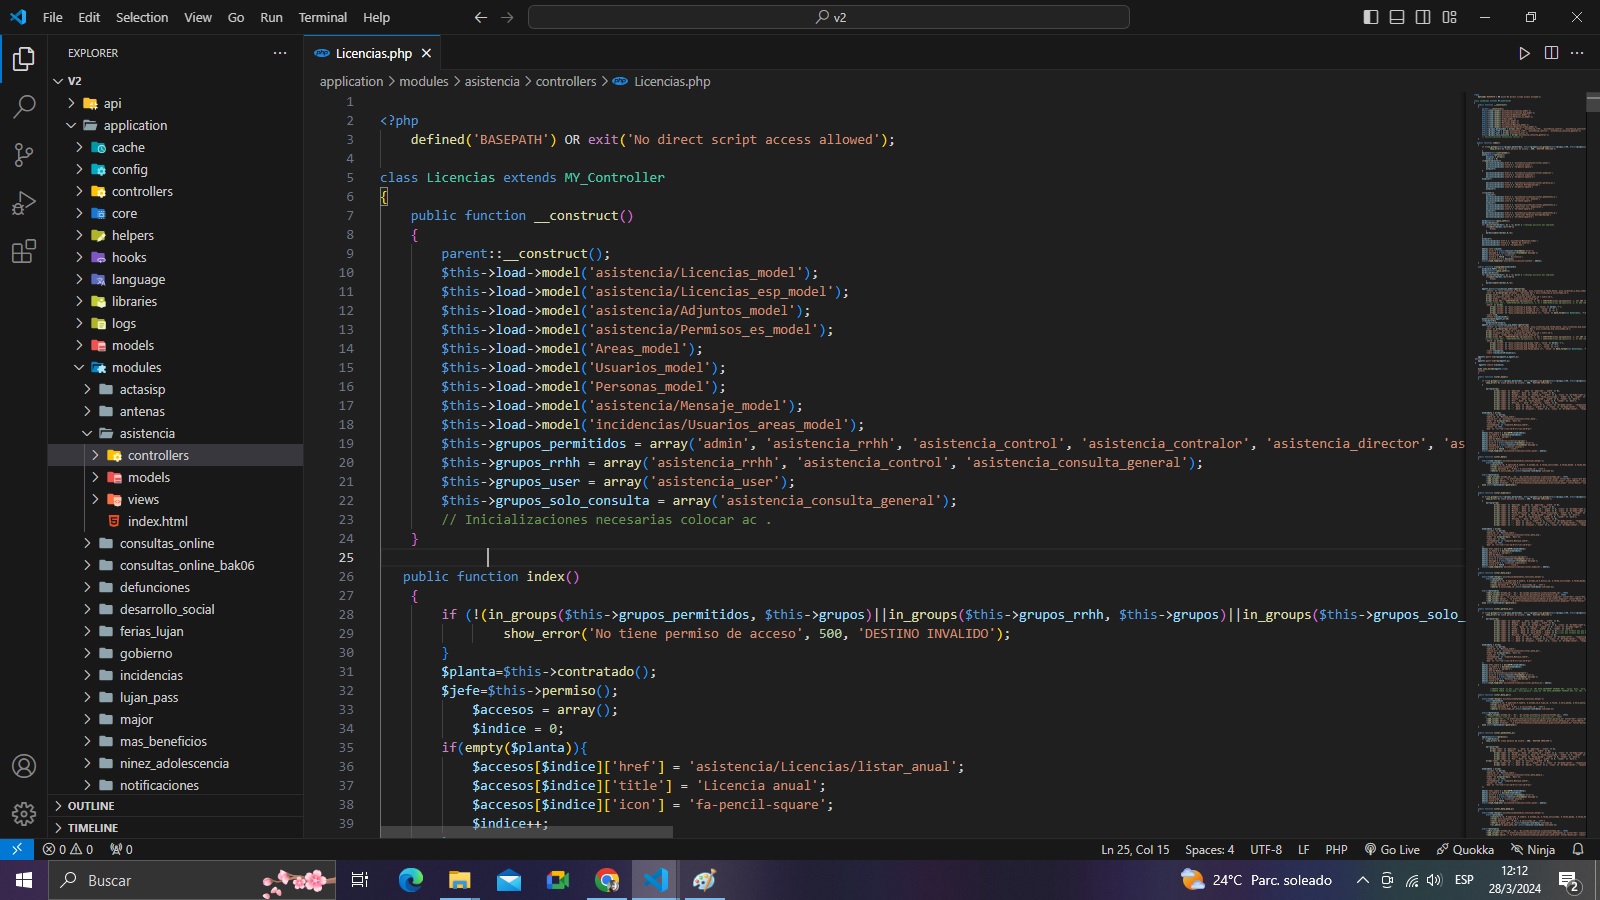 File Edit Selection View Go Run Terminal Help
v2
EXPLORER
V2
api
application
cache
config
controllers
core
helpers
hooks
language
libraries
logs
models
modules
actasisp
antenas
asistencia
controllers
models
views
index.html
consultas_online
consultas_online_bak06
defunciones
desarrollo_social
ferias_lujan
gobierno
incidencias
lujan_pass
major
mas_beneficios
ninez_adolescencia
notificaciones
OUTLINE
TIMELINE
Licencias.php
application > modules > asistencia > controllers > Licencias.php
1
2 <?php
3 defined('BASEPATH') OR exit('No direct script access allowed');
4
5 class Licencias extends MY_Controller
6 {
7 public function __construct()
8 {
9 parent::__construct();
10 $this->load->model('asistencia/Licencias_model');
11 $this->load->model('asistencia/Licencias_esp_model');
12 $this->load->model('asistencia/Adjuntos_model');
13 $this->load->model('asistencia/Permisos_es_model');
14 $this->load->model('Areas_model');
15 $this->load->model('Usuarios_model');
16 $this->load->model('Personas_model');
17 $this->load->model('asistencia/Mensaje_model');
18 $this->load->model('incidencias/Usuarios_areas_model');
19 $this->grupos_permitidos = array('admin', 'asistencia_rrhh', 'asistencia_control', 'asistencia_contralor', 'asistencia_director', 'as
20 $this->grupos_rrhh = array('asistencia_rrhh', 'asistencia_control', 'asistencia_consulta_general');
21 $this->grupos_user = array('asistencia_user');
22 $this->grupos_solo_consulta = array('asistencia_consulta_general');
23 // Inicializaciones necesarias colocar ac .
24 }
25
26 public function index()
27 {
28 if (!(in_groups($this->grupos_permitidos, $this->grupos)||in_groups($this->grupos_rrhh, $this->grupos)||in_groups($this->grupos_solo_
29 show_error('No tiene permiso de acceso', 500, 'DESTINO INVALIDO');
30 }
31 $planta=$this->contratado();
32 $jefe=$this->permiso();
33 $accesos = array();
34 $indice = 0;
35 if(empty($planta)){
36 $accesos[$indice]['href'] = 'asistencia/Licencias/listar_anual';
37 $accesos[$indice]['title'] = 'Licencia anual';
38 $accesos[$indice]['icon'] = 'fa-pencil-square';
39 $indice++;
0 0 0
Ln 25, Col 15 Spaces: 4 UTF-8 LF PHP Go Live Quokka Ninja
Buscar
24°C Parc. soleado
ESP
12:12
28/3/2024
2